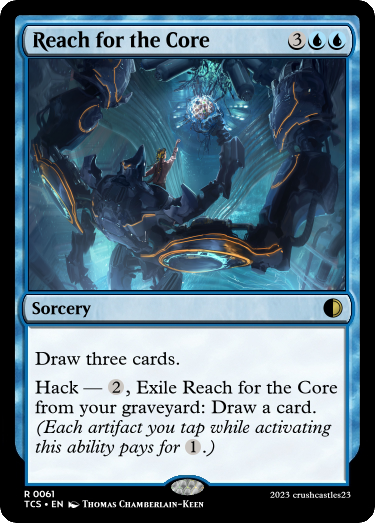 Reach for the Core 3
Sorcery
Draw three cards.
Hack — 2, Exile Reach for the Core
from your graveyard: Draw a card.
(Each artifact you tap while activating
this ability pays for 1.)
R 0061
TCS • EN Thomas Chamberlain-Keen
2023 crushcastles23